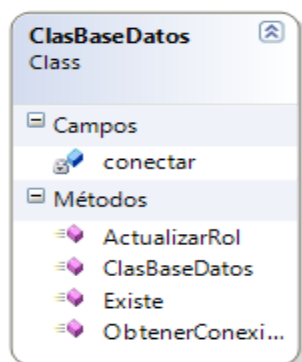 ClasBaseDatos
Class
Campos
conectar
Métodos
ActualizarRol
ClasBaseDatos
Existe
ObtenerConexi...